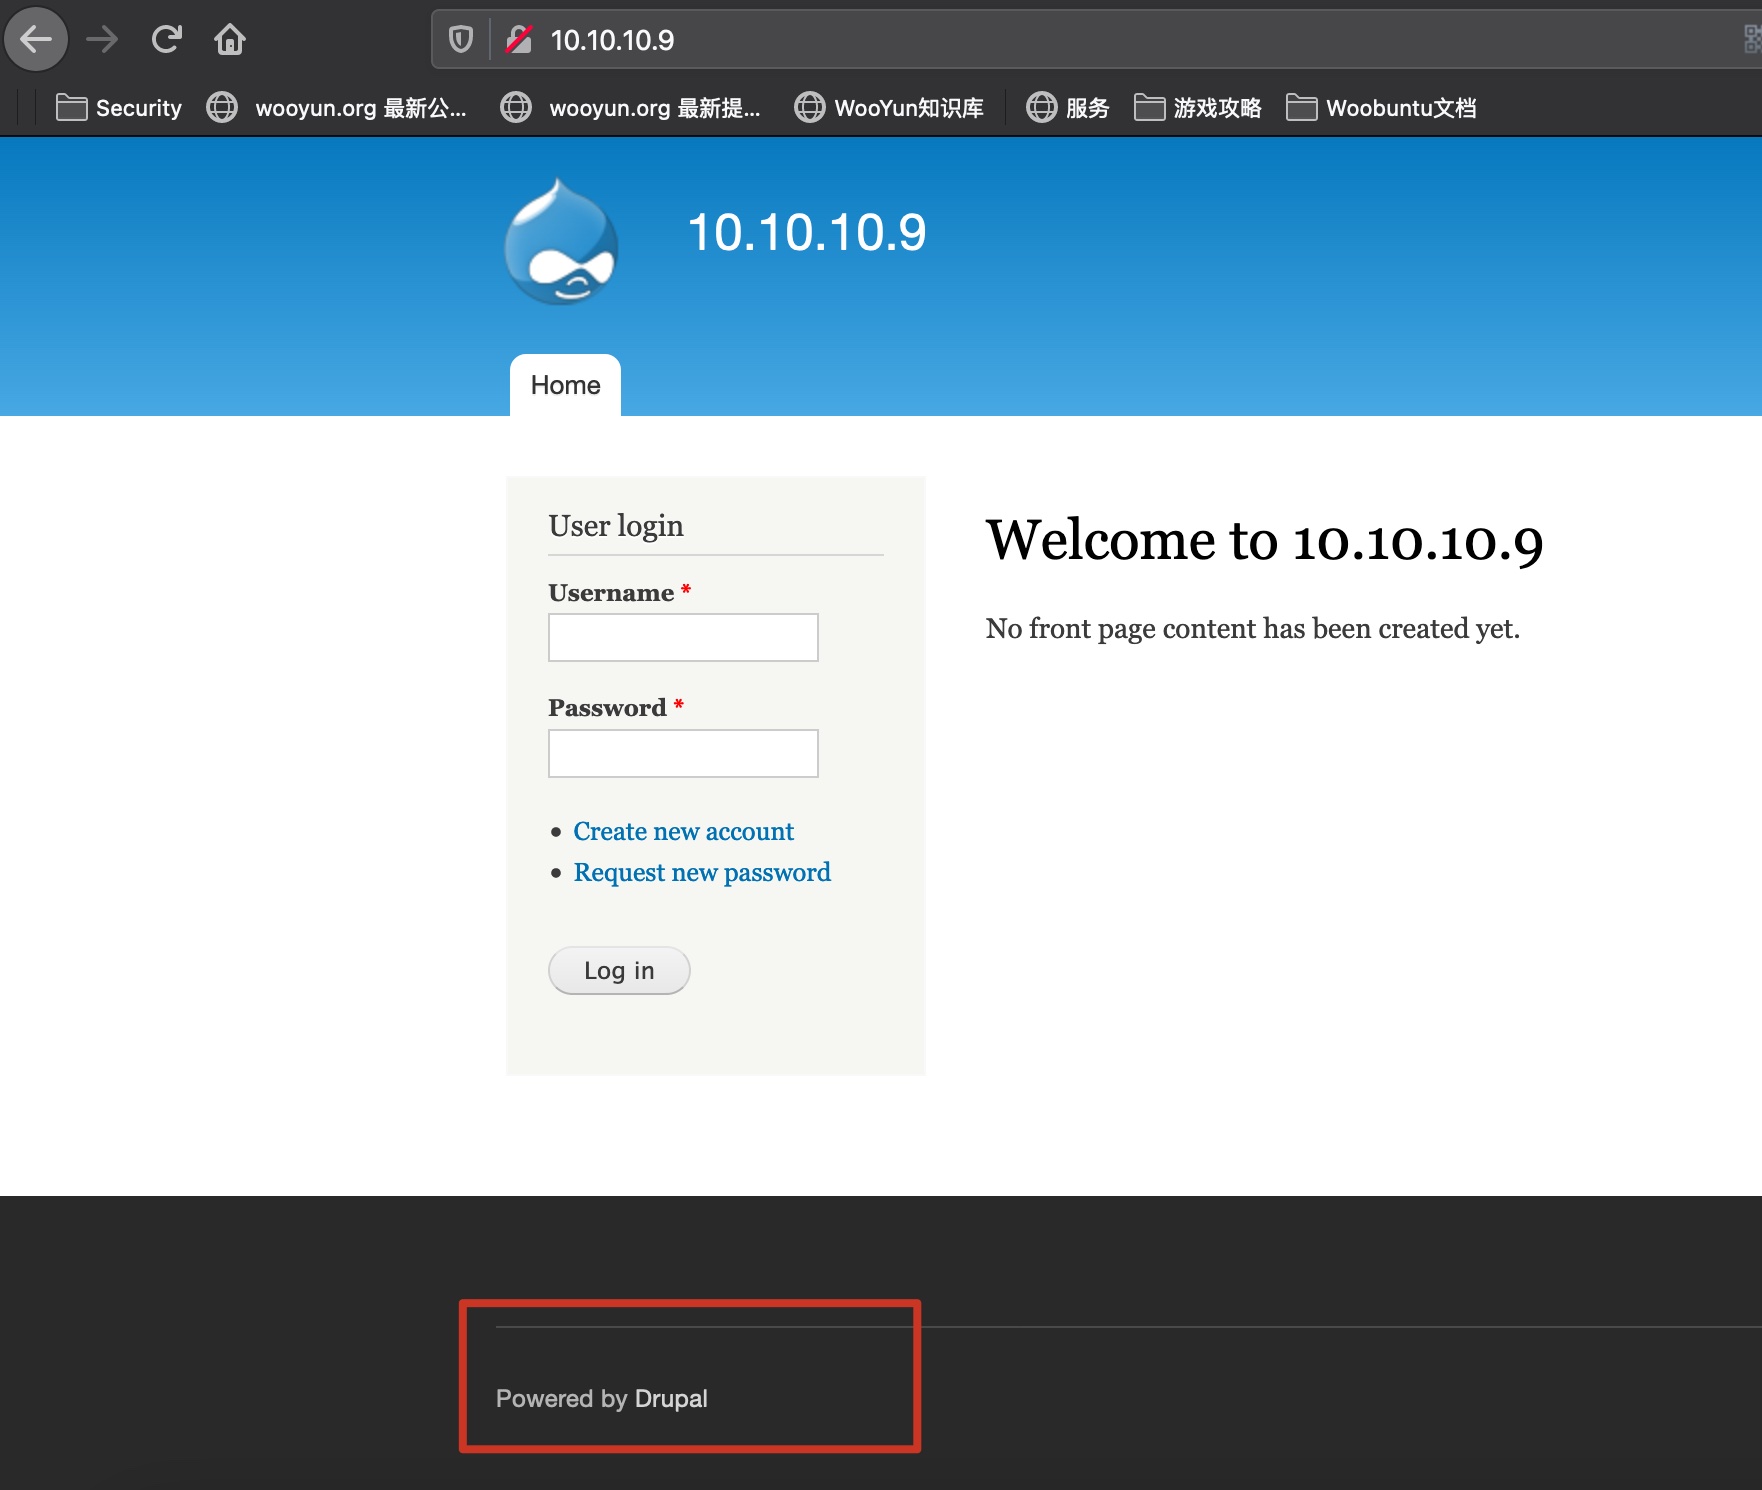 10.10.10.9
Security wooyun.org 最新公... wooyun.org 最新提... WooYun知识库 服务 游戏攻略 Woobuntu文档
10.10.10.9
Home
User login
Username *
Password *
Create new account
Request new password
Log in
Welcome to 10.10.10.9
No front page content has been created yet.
Powered by Drupal